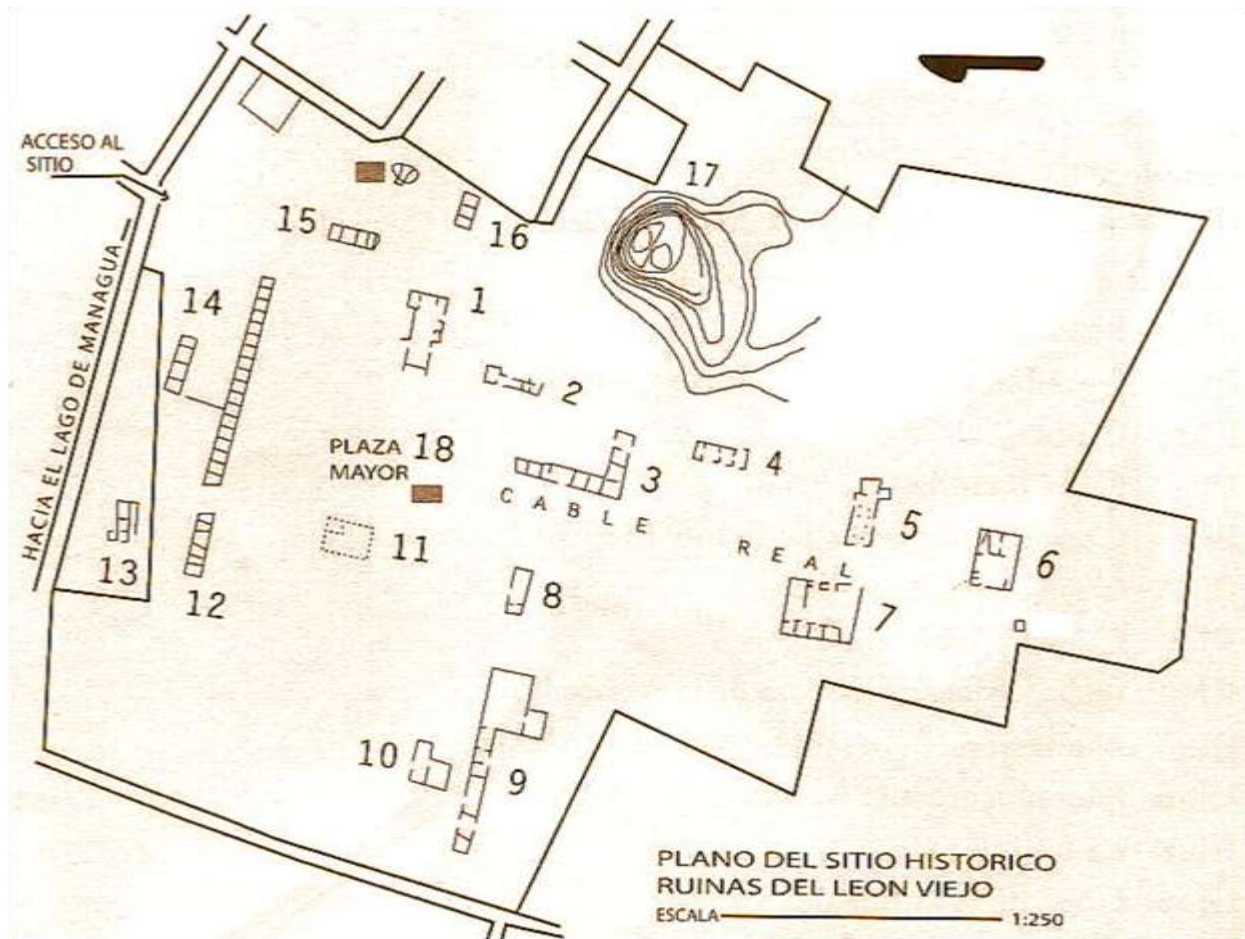 ACCESO AL
SITIO
17
15
16
14
1
HACIA EL LAGO DE MANAGUA
2
PLAZA 18
MAYOR
3
4
CABLE
5
11
REAL
6
13
12
8
7
10
9
PLANO DEL SITIO HISTORICO
RUINAS DEL LEON VIEJO
ESCALA 1:250